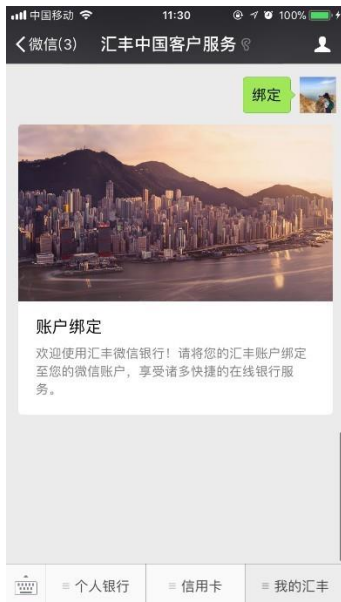 中国移动 11:30 100%
微信(3) 汇丰中国客户服务
绑定
账户绑定
欢迎使用汇丰微信银行！请将您的汇丰账户绑定
至您的微信账户，享受诸多快捷的在线银行服
务。
个人银行 信用卡 我的汇丰